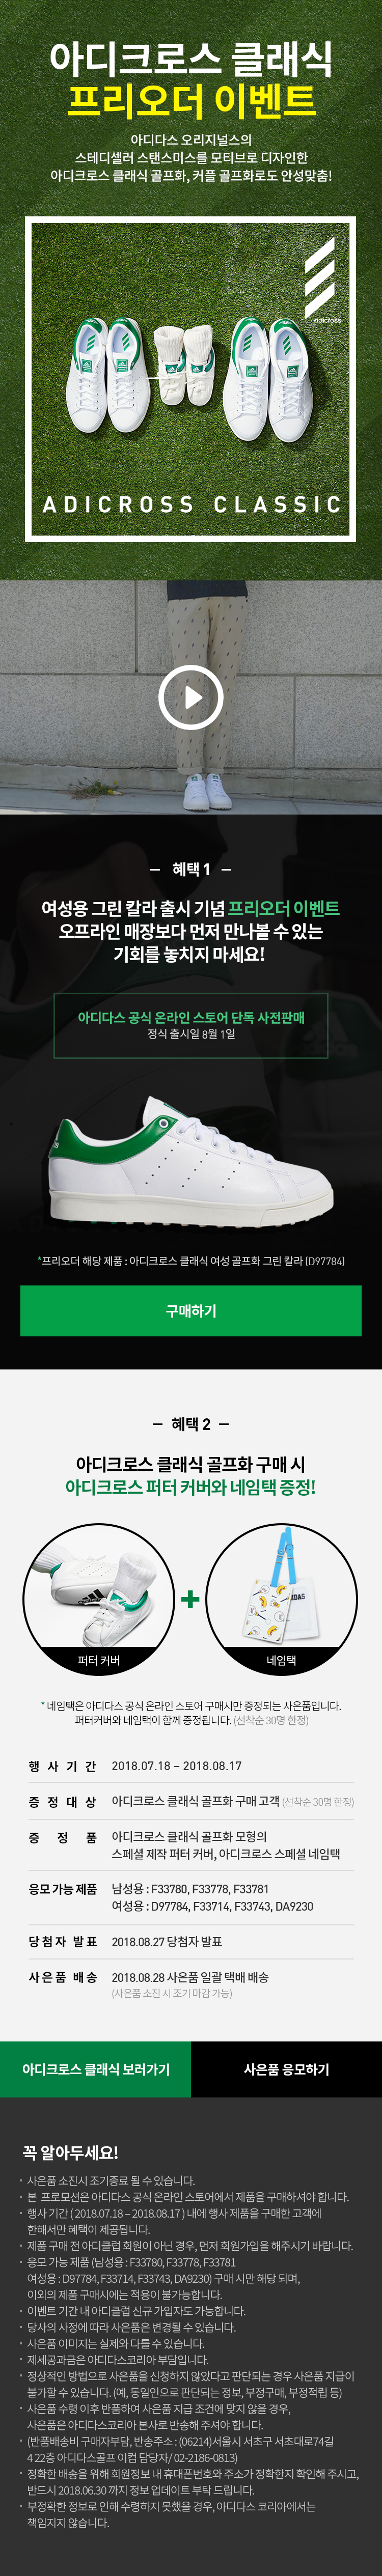 아디크로스 클래식
프리오더 이벤트
아디다스 오리지널스의
스테디셀러 스탠스미스를 모티브로 디자인한
아디크로스 클래식 골프화, 커플 골프화로도 안성맞춤!
adicross
ADICROSS CLASSIC
혜택 1
여성용 그린 칼라 출시 기념 프리오더 이벤트
오프라인 매장보다 먼저 만나볼 수 있는
기회를 놓치지 마세요!
아디다스 공식 온라인 스토어 단독 사전판매
정식 출시일 8월 1일
*프리오더 해당 제품 : 아디크로스 클래식 여성 골프화 그린 칼라 (D97784)
구매하기
혜택 2
아디크로스 클래식 골프화 구매 시
아디크로스 퍼터 커버와 네임택 증정!
퍼터 커버
네임택
* 네임택은 아디다스 공식 온라인 스토어 구매시만 증정되는 사은품입니다.
퍼터커버와 네임택이 함께 증정됩니다. (선착순 30명 한정)
행 사 기 간 2018.07.18 – 2018.08.17
증 정 대 상 아디크로스 클래식 골프화 구매 고객 (선착순 30명 한정)
증 정 품 아디크로스 클래식 골프화 모형의
스페셜 제작 퍼터 커버, 아디크로스 스페셜 네임택
응모 가능 제품 남성용 : F33780, F33778, F33781
여성용 : D97784, F33714, F33743, DA9230
당첨자 발표 2018.08.27 당첨자 발표
사은품 배송 2018.08.28 사은품 일괄 택배 배송
(사은품 소진 시 조기 마감 가능)
아디크로스 클래식 보러가기
사은품 응모하기
꼭 알아두세요!
• 사은품 소진시 조기종료 될 수 있습니다.
• 본 프로모션은 아디다스 공식 온라인 스토어에서 제품을 구매하셔야 합니다.
• 행사 기간 ( 2018.07.18 – 2018.08.17 ) 내에 행사 제품을 구매한 고객에
한해서만 혜택이 제공됩니다.
• 제품 구매 전 아디클럽 회원이 아닌 경우, 먼저 회원가입을 해주시기 바랍니다.
• 응모 가능 제품 (남성용 : F33780, F33778, F33781
여성용 : D97784, F33714, F33743, DA9230) 구매 시만 해당 되며,
이외의 제품 구매시에는 적용이 불가능합니다.
• 이벤트 기간 내 아디클럽 신규 가입자도 가능합니다.
• 당사의 사정에 따라 사은품은 변경될 수 있습니다.
• 사은품 이미지는 실제와 다를 수 있습니다.
• 제세공과금은 아디다스코리아 부담입니다.
• 정상적인 방법으로 사은품을 신청하지 않았다고 판단되는 경우 사은품 지급이
불가할 수 있습니다. (예, 동일인으로 판단되는 정보, 부정구매, 부정적립 등)
• 사은품 수령 이후 반품하여 사은품 지급 조건에 맞지 않을 경우,
사은품은 아디다스코리아 본사로 반송해 주셔야 합니다.
• (반품배송비 구매자부담, 반송주소 : (06214)서울시 서초구 서초대로74길
4 22층 아디다스골프 이컴 담당자/ 02-2186-0813)
• 정확한 배송을 위해 회원정보 내 휴대폰번호와 주소가 정확한지 확인해 주시고,
반드시 2018.06.30 까지 정보 업데이트 부탁 드립니다.
• 부정확한 정보로 인해 수령하지 못했을 경우, 아디다스 코리아에서는
책임지지 않습니다.